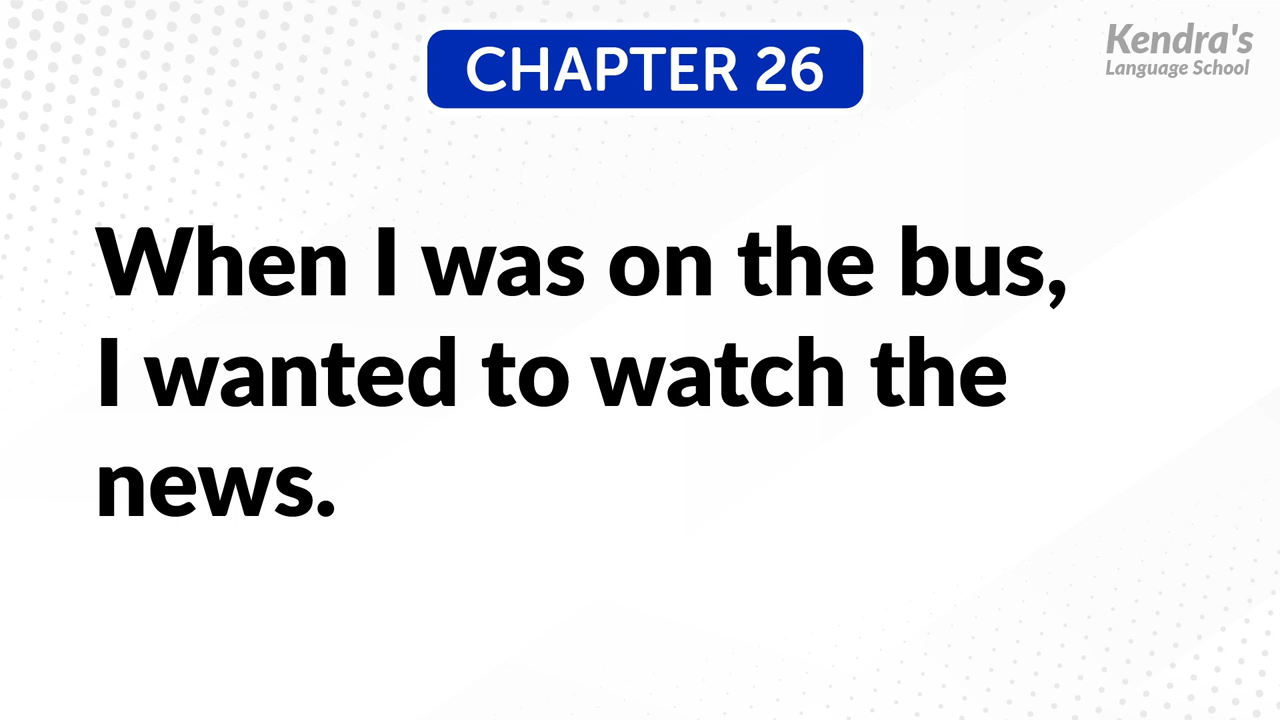 CHAPTER 26
Kendra's
Language School
When I was on the bus,
I wanted to watch the
news.